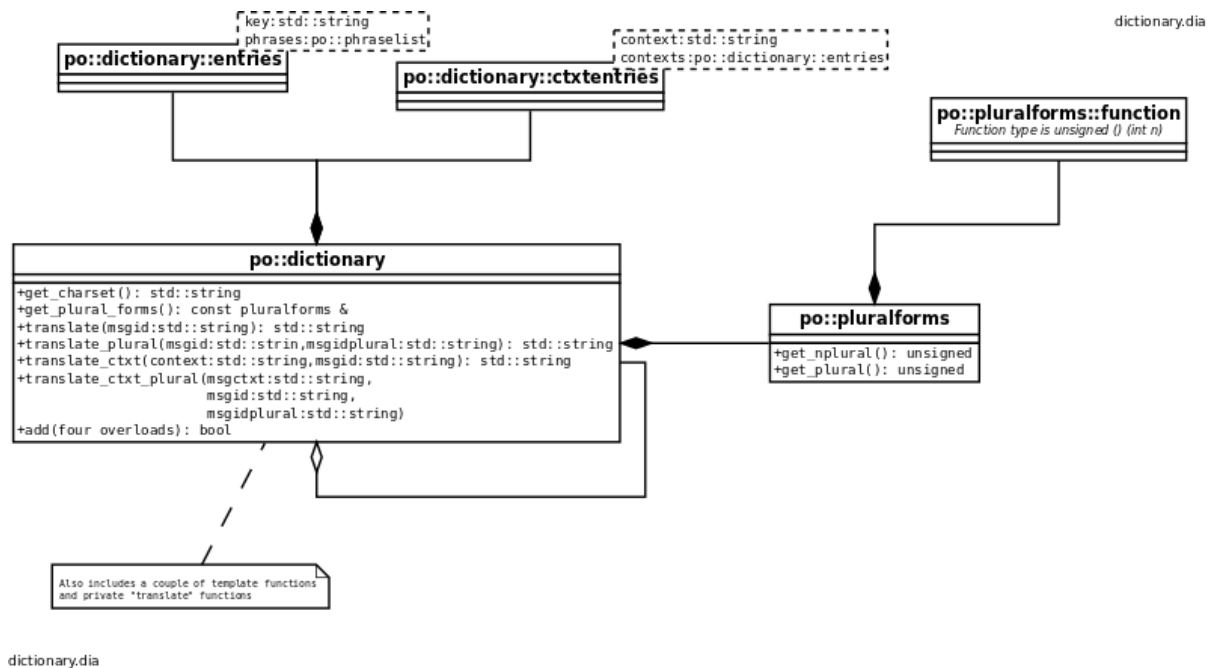 dictionary.dia
key:std::string
phrases:po::phraselist
po::dictionary::entries
context:std::string
contexts:po::dictionary::entries
po::dictionary::ctxtentries
po::pluralforms::function
Function type is unsigned () (int n)
po::dictionary
+get_charset(): std::string
+get_plural_forms(): const pluralforms &
+translate(msgid:std::string): std::string
+translate_plural(msgid:std::strin,msgidplural:std::string): std::string
+translate_ctxt(context:std::string,msgid:std::string): std::string
+translate_ctxt_plural(msgctxt:std::string,
msgid:std::string,
msgidplural:std::string)
+add(four overloads): bool
po::pluralforms
+get_nplural(): unsigned
+get_plural(): unsigned
Also includes a couple of template functions
and private "translate" functions
dictionary.dia